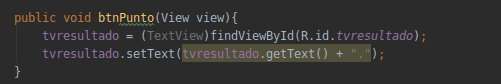 public void btnPunto(View view){
tvresultado = (TextView)findViewById(R.id.tvresultado);
tvresultado.setText(tvresultado.getText() + ".");
}